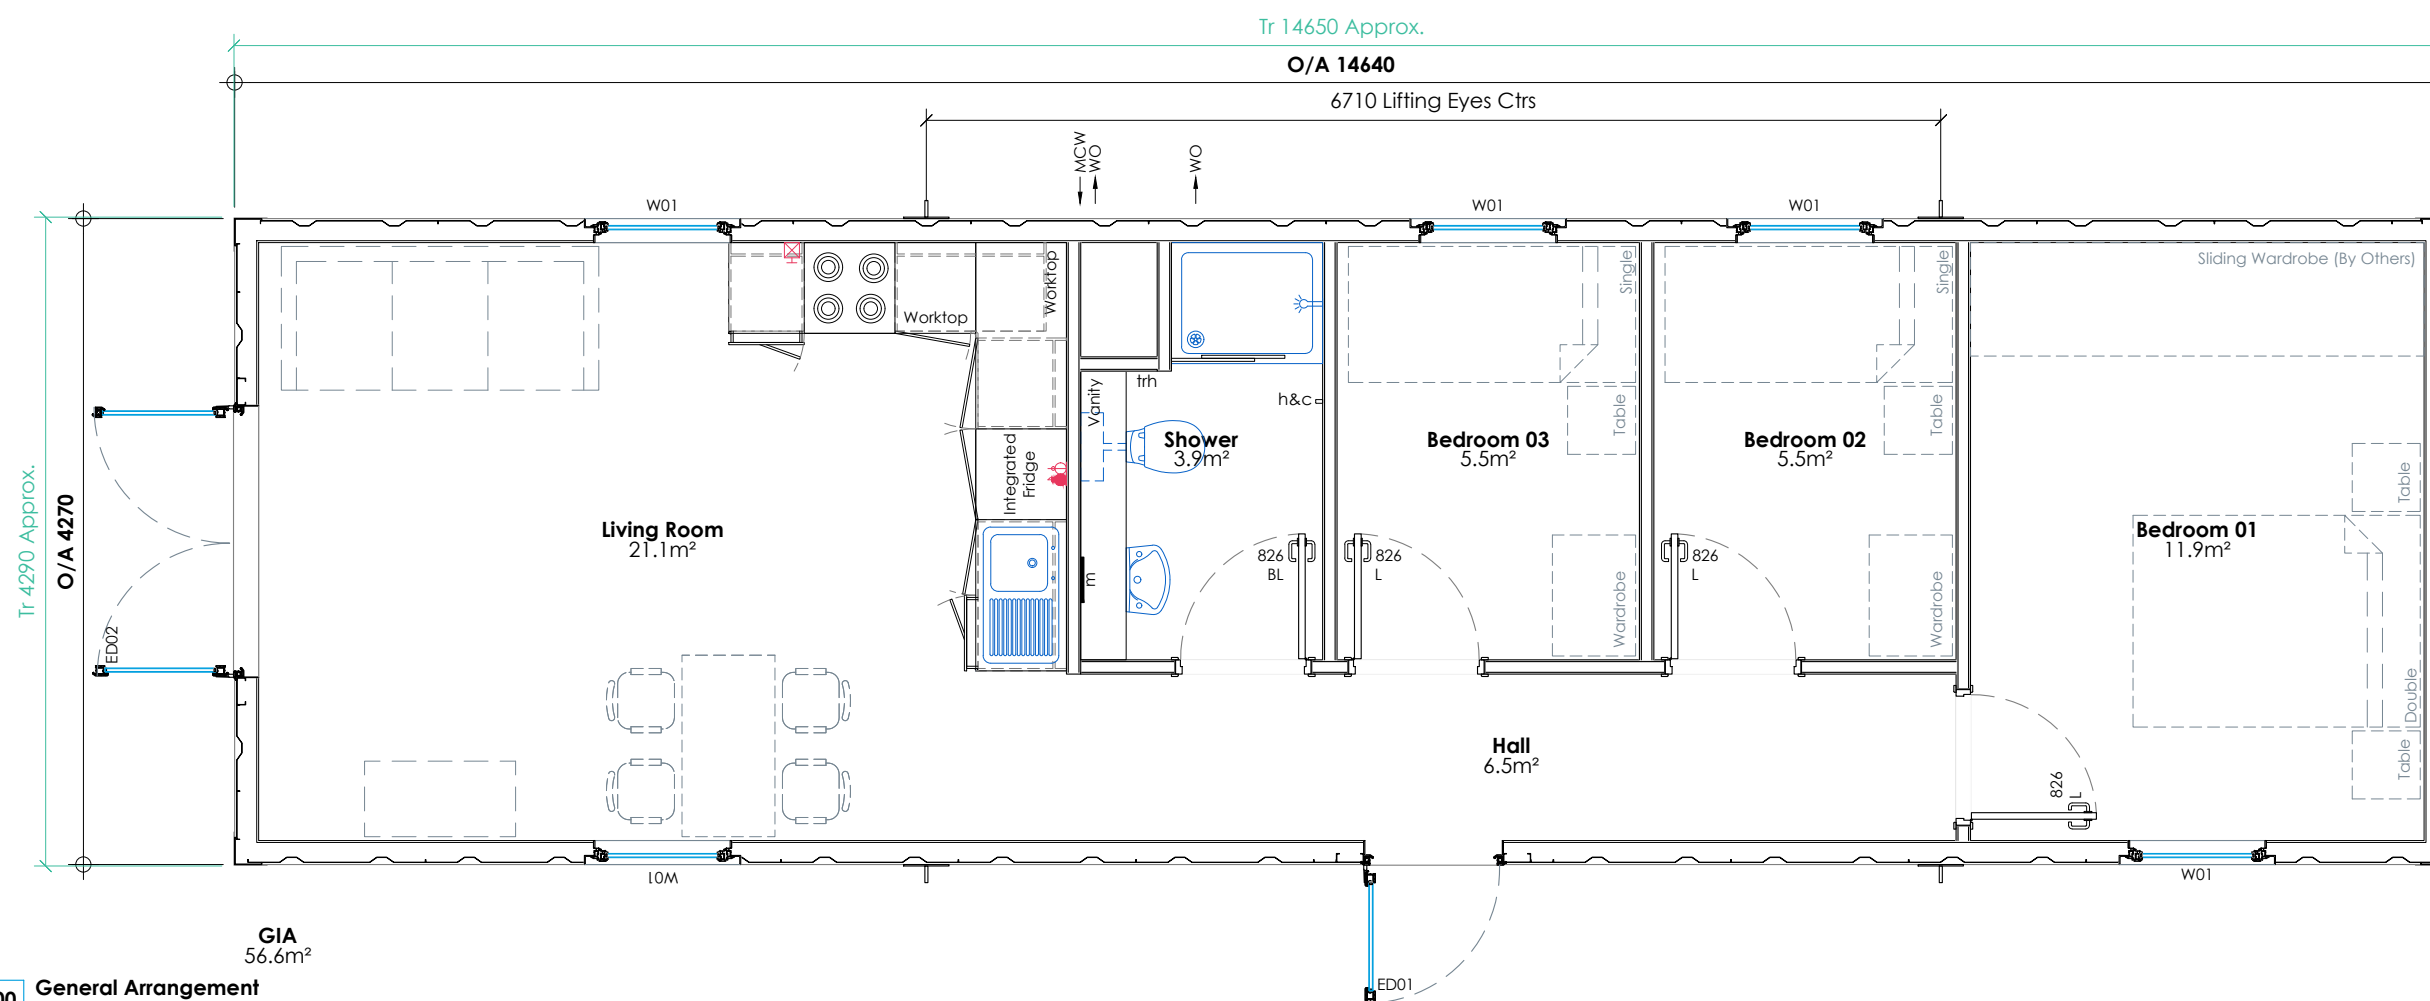 Tr 14650 Approx.
O/A 14640
6710 Lifting Eyes Ctrs
MCW
WO
WO
W01
W01
W01
Sliding Wardrobe (By Others)
Worktop
Worktop
Single
Single
trh
Vanity
h&c
Table
Table
Shower
3.9m²
Bedroom 03
5.5m²
Bedroom 02
5.5m²
Integrated
Fridge
Table
Tr 4290 Approx.
O/A 4270
Living Room
21.1m²
Bedroom 01
11.9m²
826
BL
826
L
826
L
m
Wardrobe
Wardrobe
ED02
Double
Hall
6.5m²
Table
826
L
W01
W01
GIA
56.6m²
ED01
General Arrangement